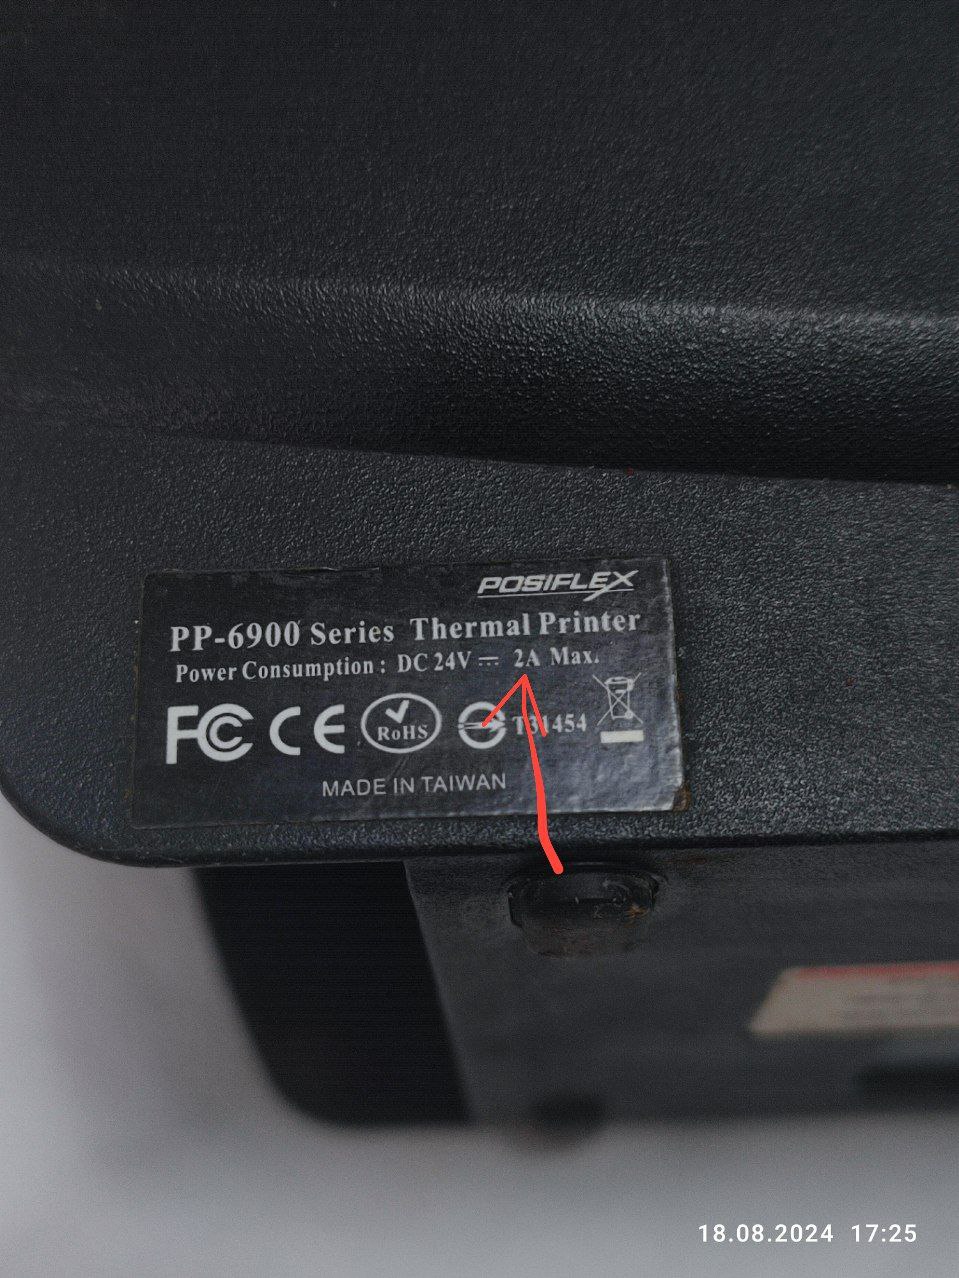 POSIFLEX
PP-6900 Series Thermal Printer
Power Consumption : DC 24V ⎓ 2A Max.
FC CE RoHS T31454
MADE IN TAIWAN
18.08.2024 17:25